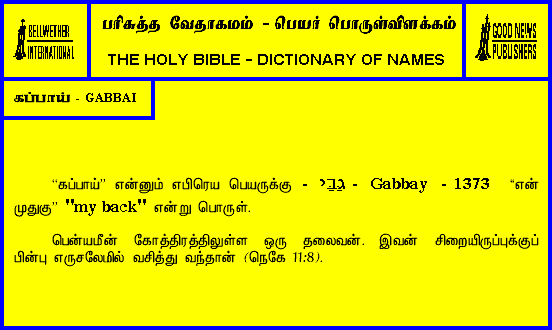 BELLWETHER
INTERNATIONAL
பரிசுத்த வேதாகமம் - பெயர் பொருள்விளக்கம்
THE HOLY BIBLE - DICTIONARY OF NAMES
GOOD NEWS
PUBLISHERS
கப்பாய் - GABBAI
“கப்பாய்” என்னும் எபிரெய பெயருக்கு - גַּבַּי - Gabbay - 1373 “என்
முதுகு” "my back" என்று பொருள்.
பென்யமீன் கோத்திரத்திலுள்ள ஒரு தலைவன். இவன் சிறையிருப்புக்குப்
பின்பு எருசலேமில் வசித்து வந்தான் (நெகே 11:8).